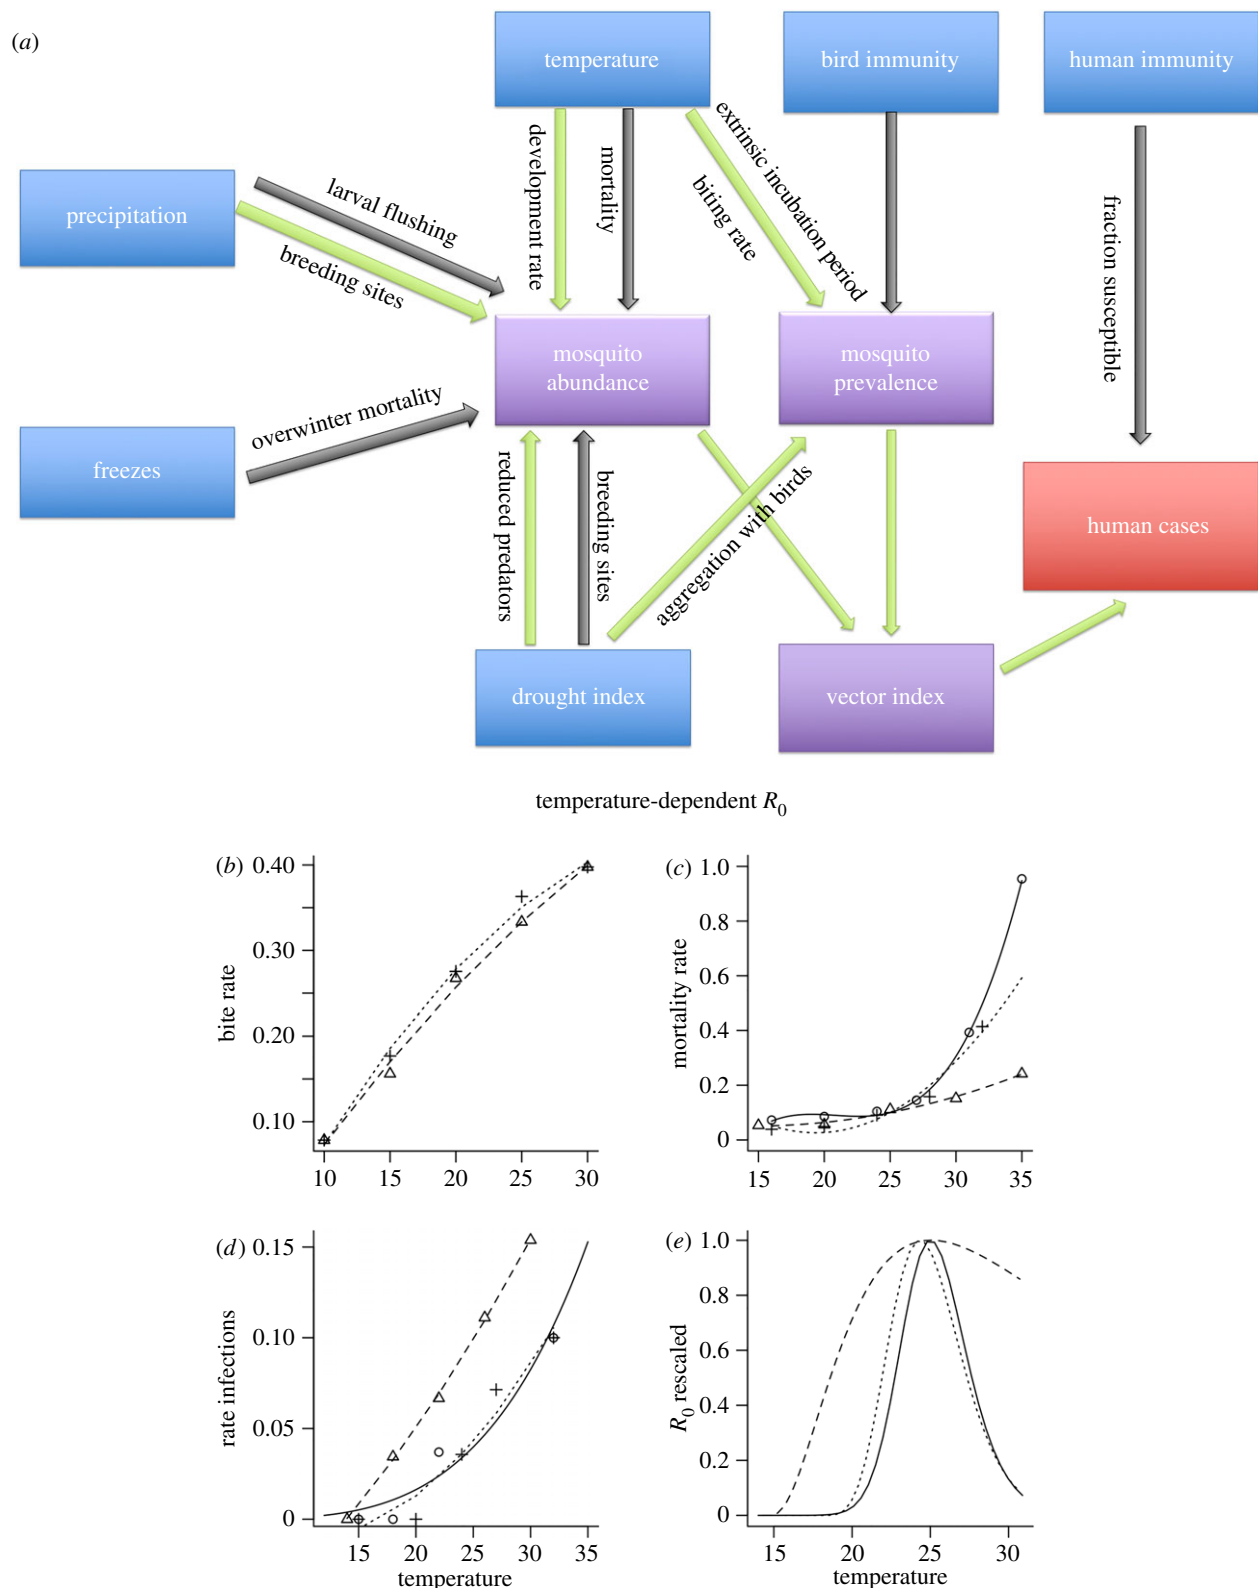 (a)
temperature
bird immunity
human immunity
precipitation
larval flushing
breeding sites
development rate
mortality
extrinsic incubation period
biting rate
fraction susceptible
mosquito
abundance
mosquito
prevalence
freezes
overwinter mortality
reduced predators
breeding sites
aggregation with birds
human cases
drought index
vector index
temperature-dependent R0
(b)
bite rate
0.40
0.30
0.20
0.10
10 15 20 25 30
(c)
mortality rate
1.0
0.8
0.6
0.4
0.2
0
15 20 25 30 35
(d)
rate infections
0.15
0.10
0.05
0
15 20 25 30 35
temperature
(e)
R0 rescaled
1.0
0.8
0.6
0.4
0.2
0
15 20 25 30
temperature